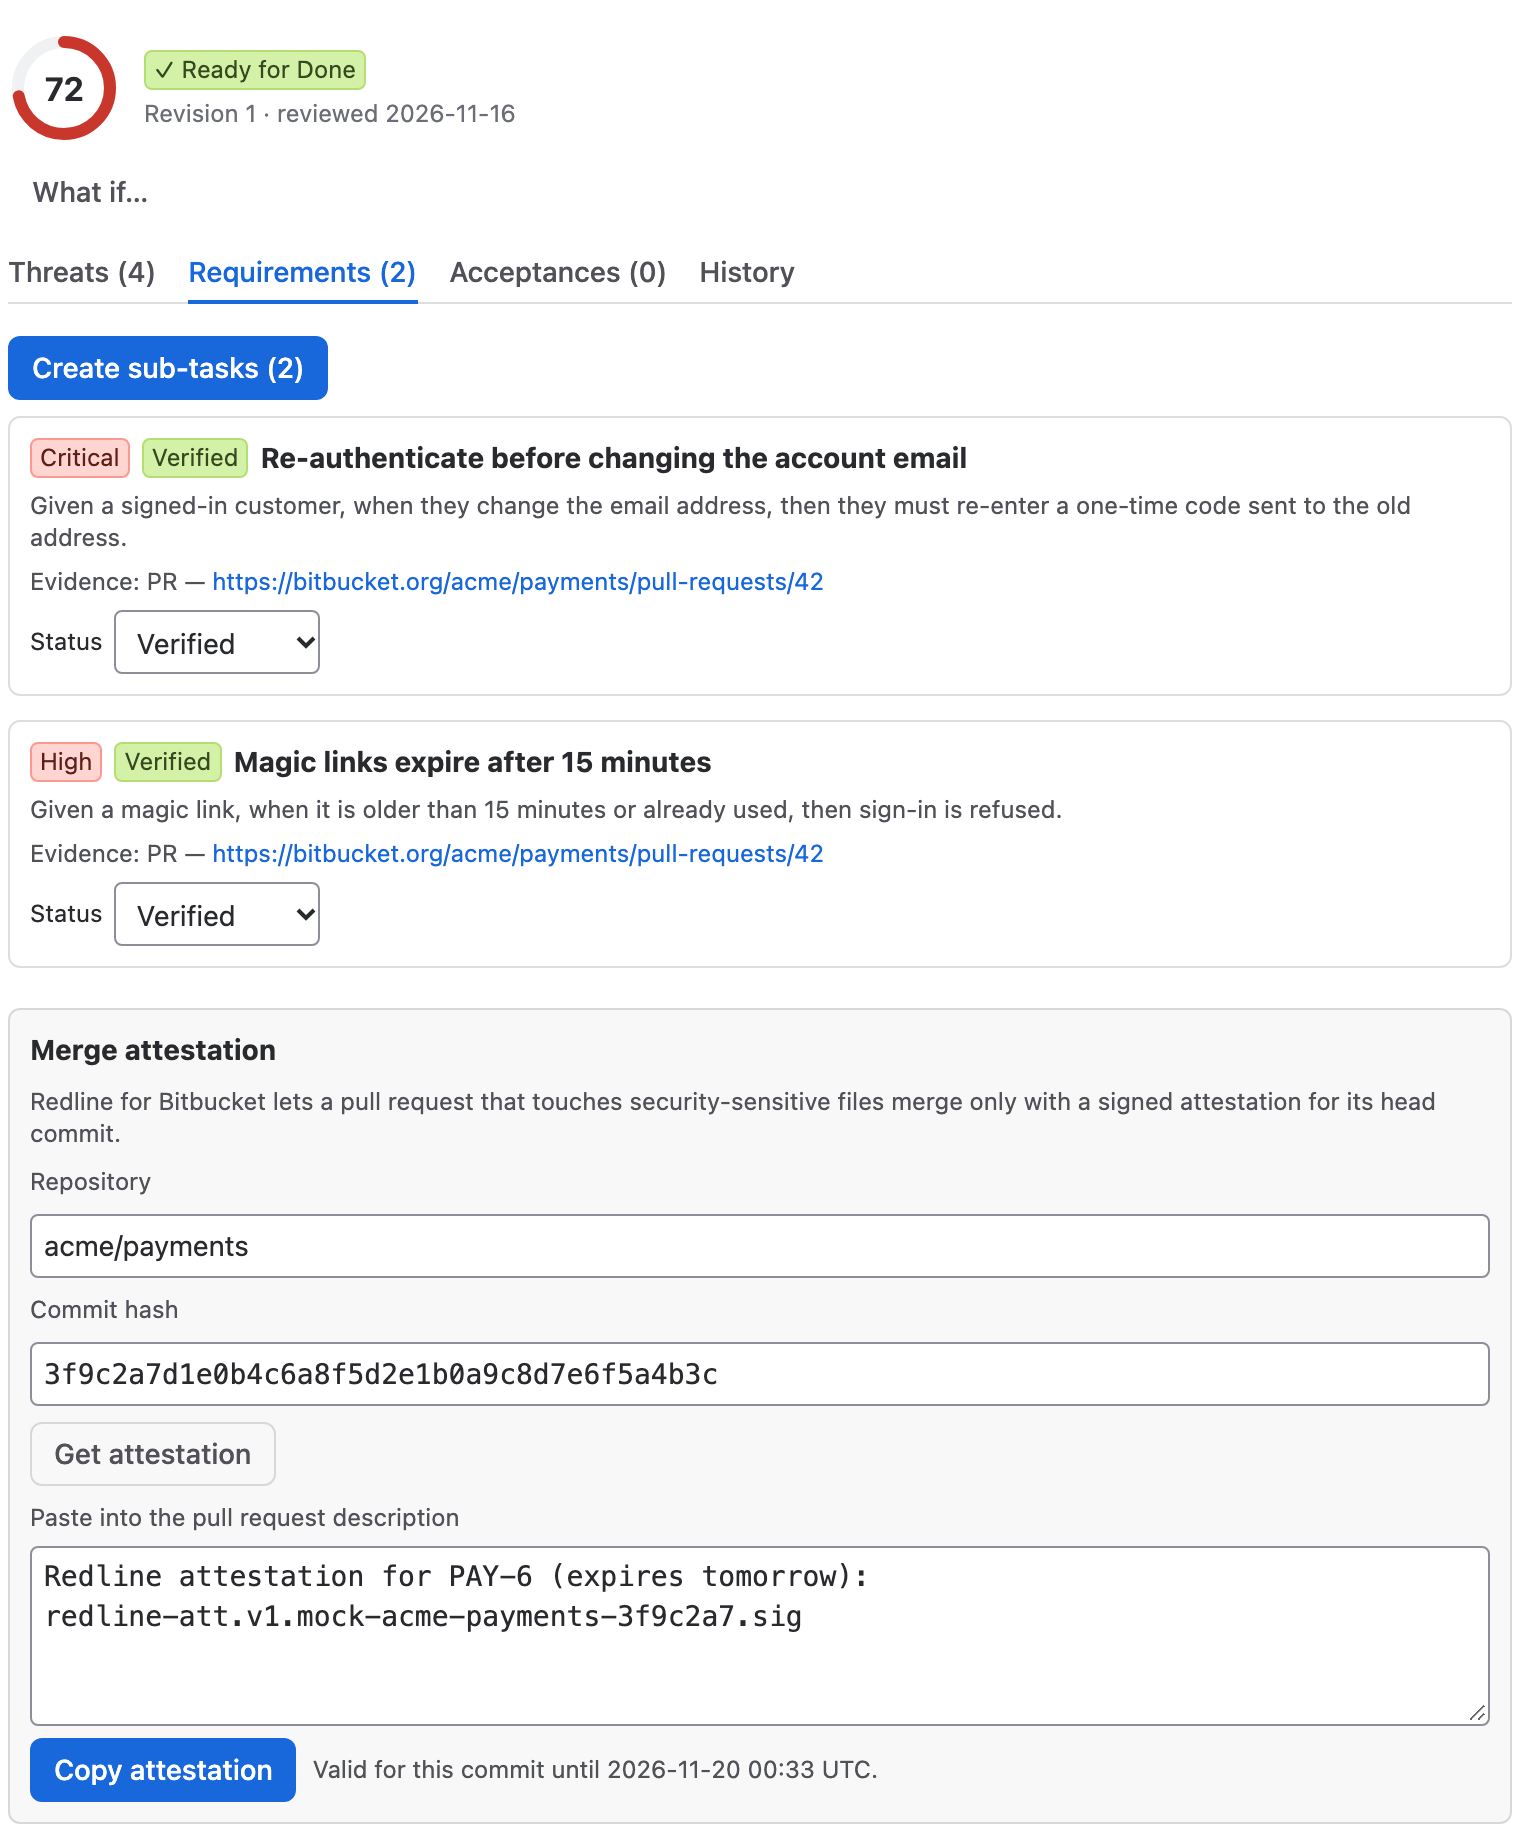 72
✓ Ready for Done
Revision 1 · reviewed 2026-11-16
What if...
Threats (4) Requirements (2) Acceptances (0) History
Create sub-tasks (2)
Critical Verified Re-authenticate before changing the account email
Given a signed-in customer, when they change the email address, then they must re-enter a one-time code sent to the old
address.
Evidence: PR — https://bitbucket.org/acme/payments/pull-requests/42
Status Verified
High Verified Magic links expire after 15 minutes
Given a magic link, when it is older than 15 minutes or already used, then sign-in is refused.
Evidence: PR — https://bitbucket.org/acme/payments/pull-requests/42
Status Verified
Merge attestation
Redline for Bitbucket lets a pull request that touches security-sensitive files merge only with a signed attestation for its head
commit.
Repository
acme/payments
Commit hash
3f9c2a7d1e0b4c6a8f5d2e1b0a9c8d7e6f5a4b3c
Get attestation
Paste into the pull request description
Redline attestation for PAY-6 (expires tomorrow):
redline-att.v1.mock-acme-payments-3f9c2a7.sig
Copy attestation Valid for this commit until 2026-11-20 00:33 UTC.